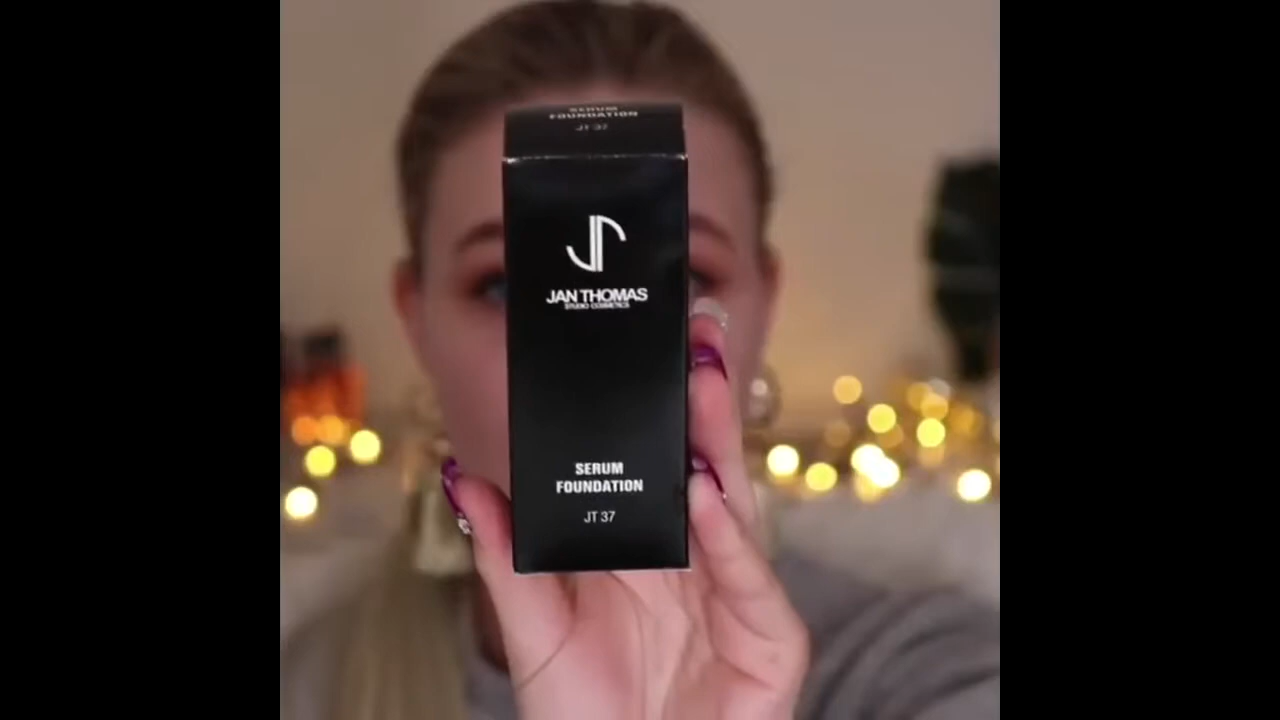 SERUM
FOUNDATION
JT 37
JAN THOMAS
STUDIO COSMETICS
SERUM
FOUNDATION
JT 37